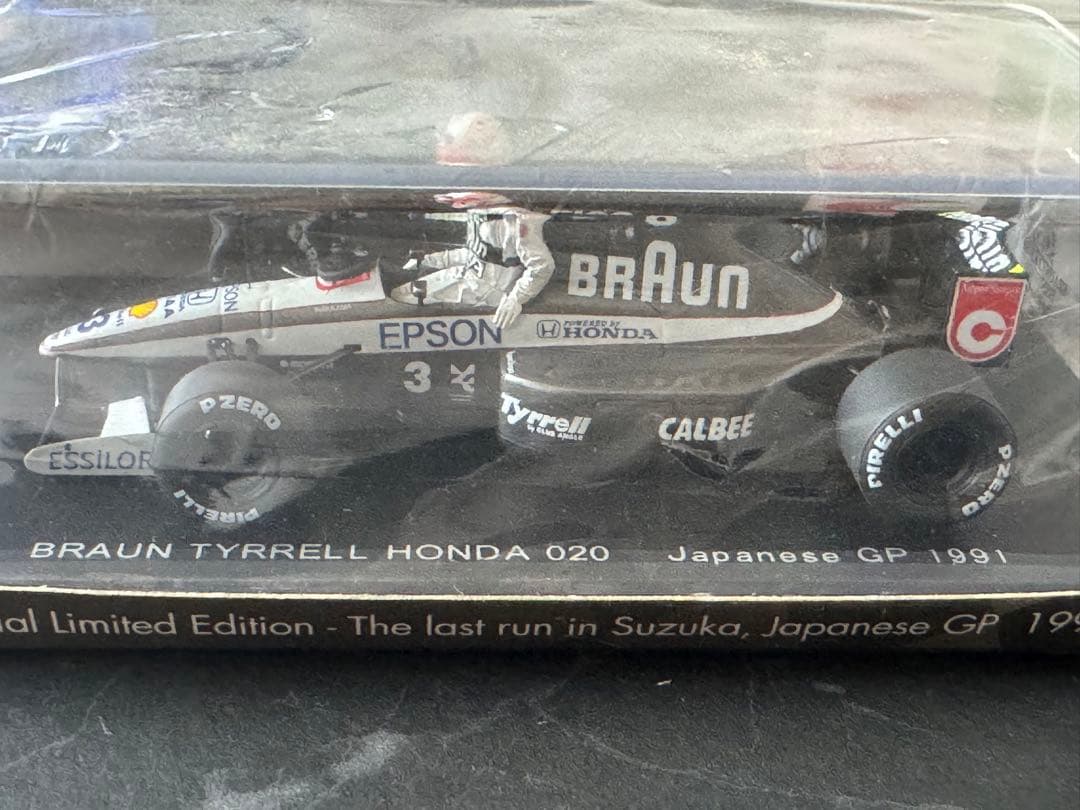 BRAUN
EPSON
POWERED BY
HONDA
3
Tyrrell
CALBEE
ESSILOR
PZERO
PIRELLI
PIRELLI
PZERO
BRAUN TYRRELL HONDA 020 Japanese GP 1991
al Limited Edition - The last run in Suzuka, Japanese GP 199